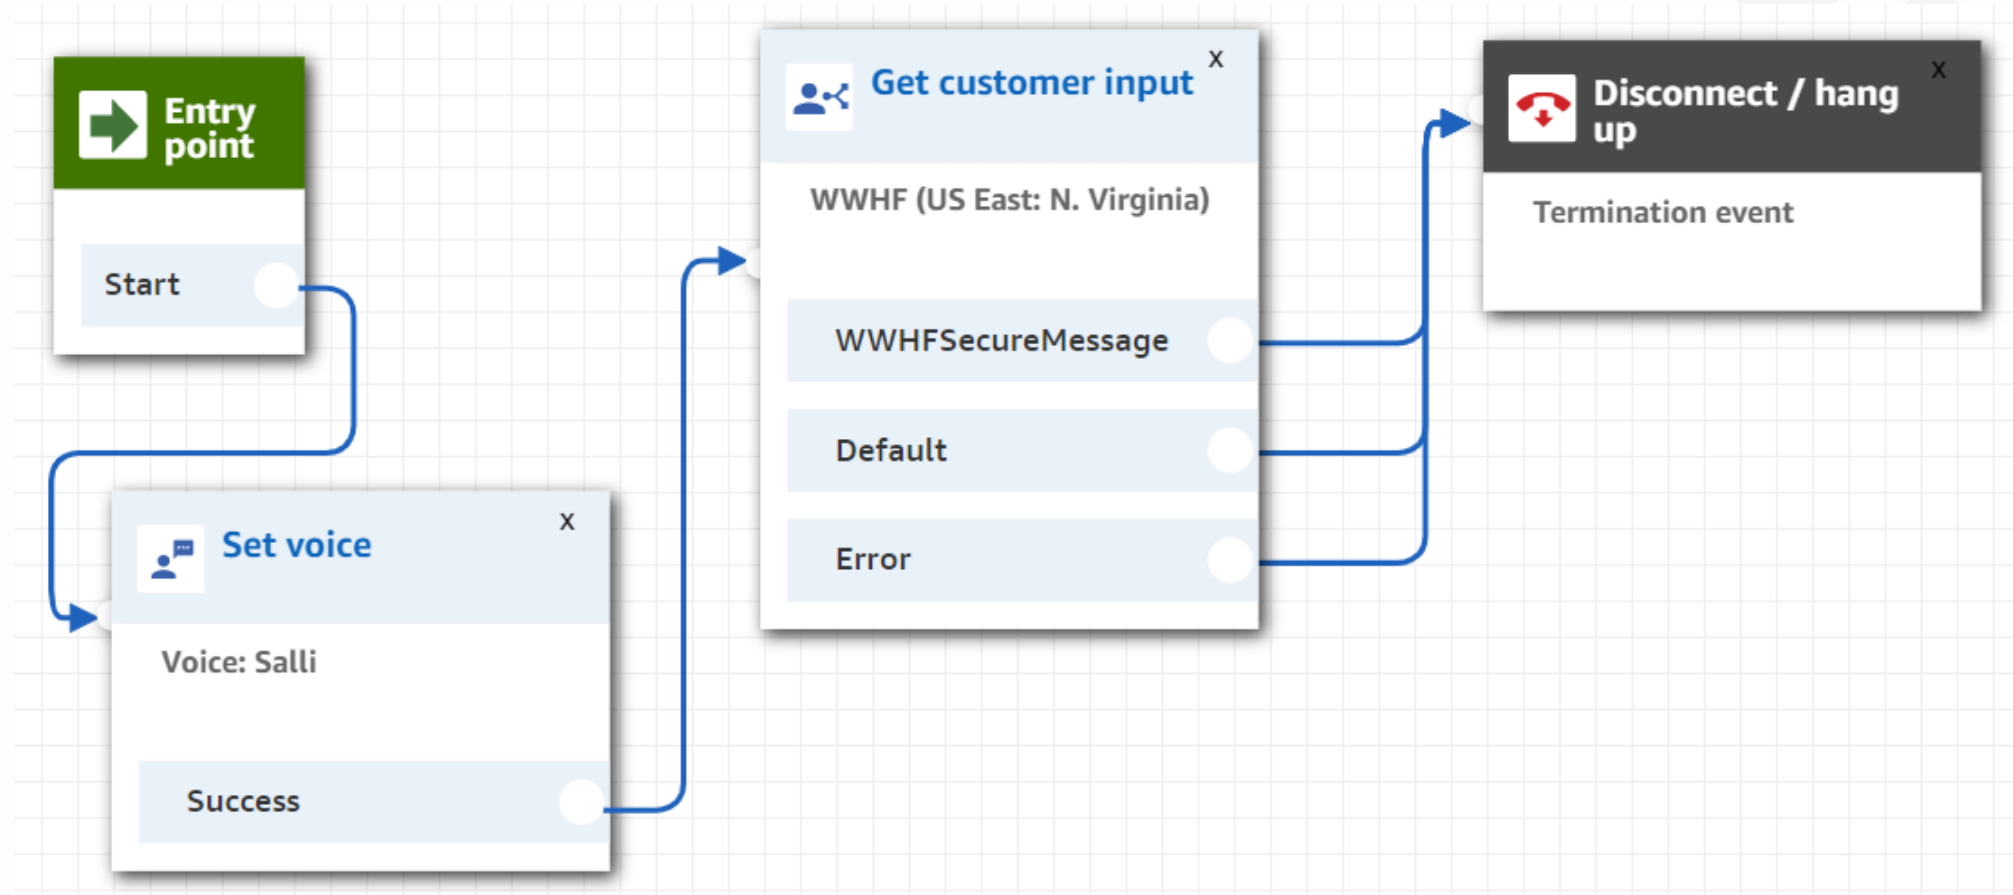 Entry
point
Start
Set voice
x
Voice: Salli
Success
Get customer input
x
WWHF (US East: N. Virginia)
WWHFSecureMessage
Default
Error
Disconnect / hang
up
x
Termination event